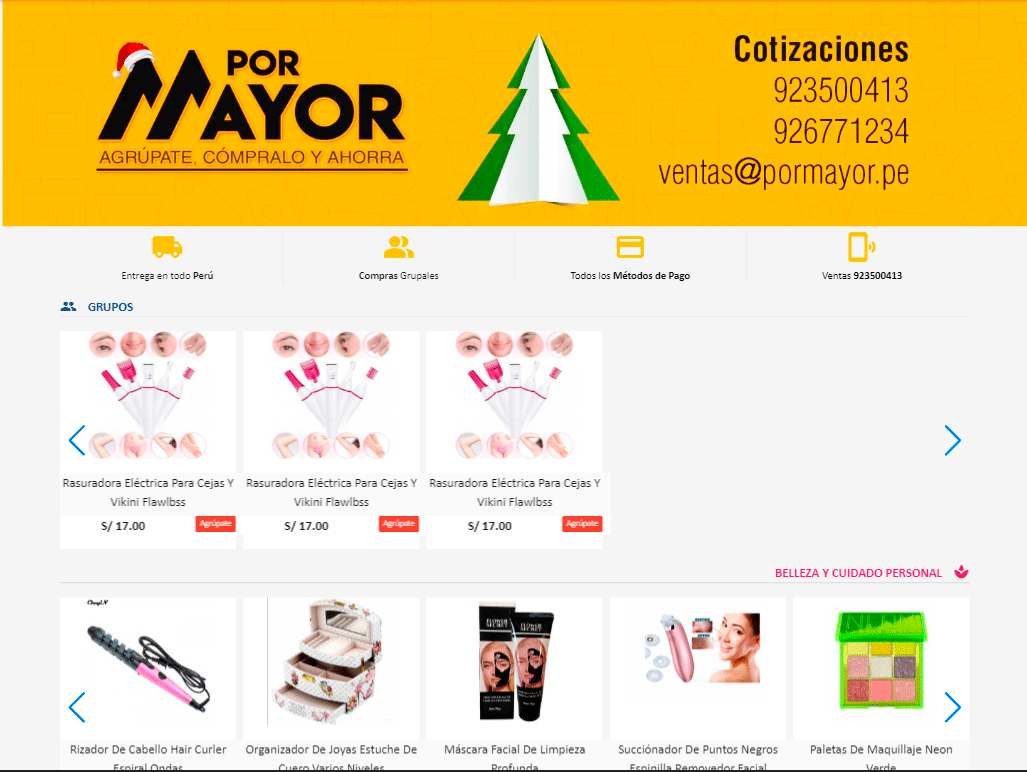 POR
MAYOR
AGRÚPATE, CÓMPRALO Y AHORRA
Cotizaciones
923500413
926771234
ventas@pormayor.pe
Entrega en todo Perú
Compras Grupales
Todos los Métodos de Pago
Ventas 923500413
GRUPOS
Rasuradora Eléctrica Para Cejas Y
Vikini Flawlbss
S/ 17.00
Agrúpate
Rasuradora Eléctrica Para Cejas Y
Vikini Flawlbss
S/ 17.00
Agrúpate
Rasuradora Eléctrica Para Cejas Y
Vikini Flawlbss
S/ 17.00
Agrúpate
BELLEZA Y CUIDADO PERSONAL
Rizador De Cabello Hair Curler
Espiral Ondas
Organizador De Joyas Estuche De
Cuero Varios Niveles
Máscara Facial De Limpieza
Profunda
Succiónador De Puntos Negros
Espinilla Removedor Facial
Paletas De Maquillaje Neon
Verde